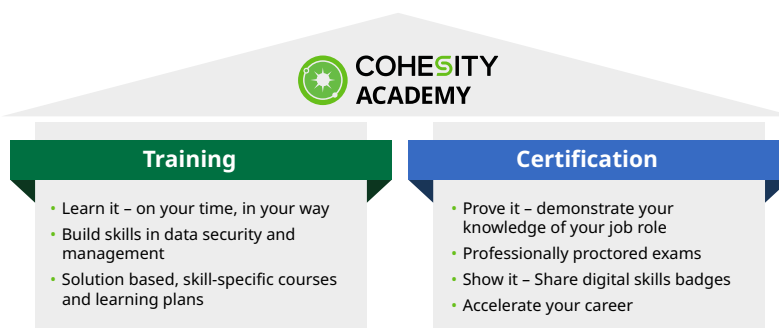 COHESITY
ACADEMY
Training
• Learn it – on your time, in your way
• Build skills in data security and
management
• Solution based, skill-specific courses
and learning plans
Certification
• Prove it – demonstrate your
knowledge of your job role
• Professionally proctored exams
• Show it – Share digital skills badges
• Accelerate your career